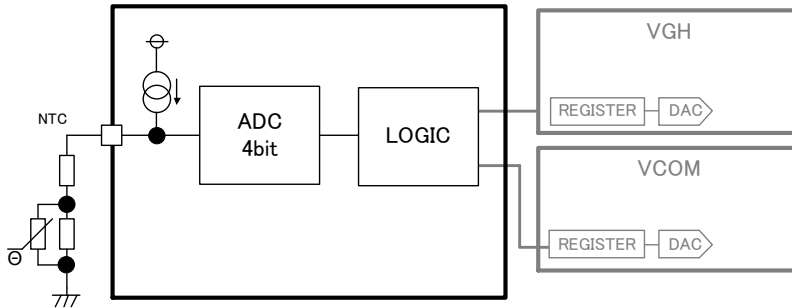 VGH
REGISTER
DAC
NTC
ADC
4bit
LOGIC
VCOM
REGISTER
DAC
Θ